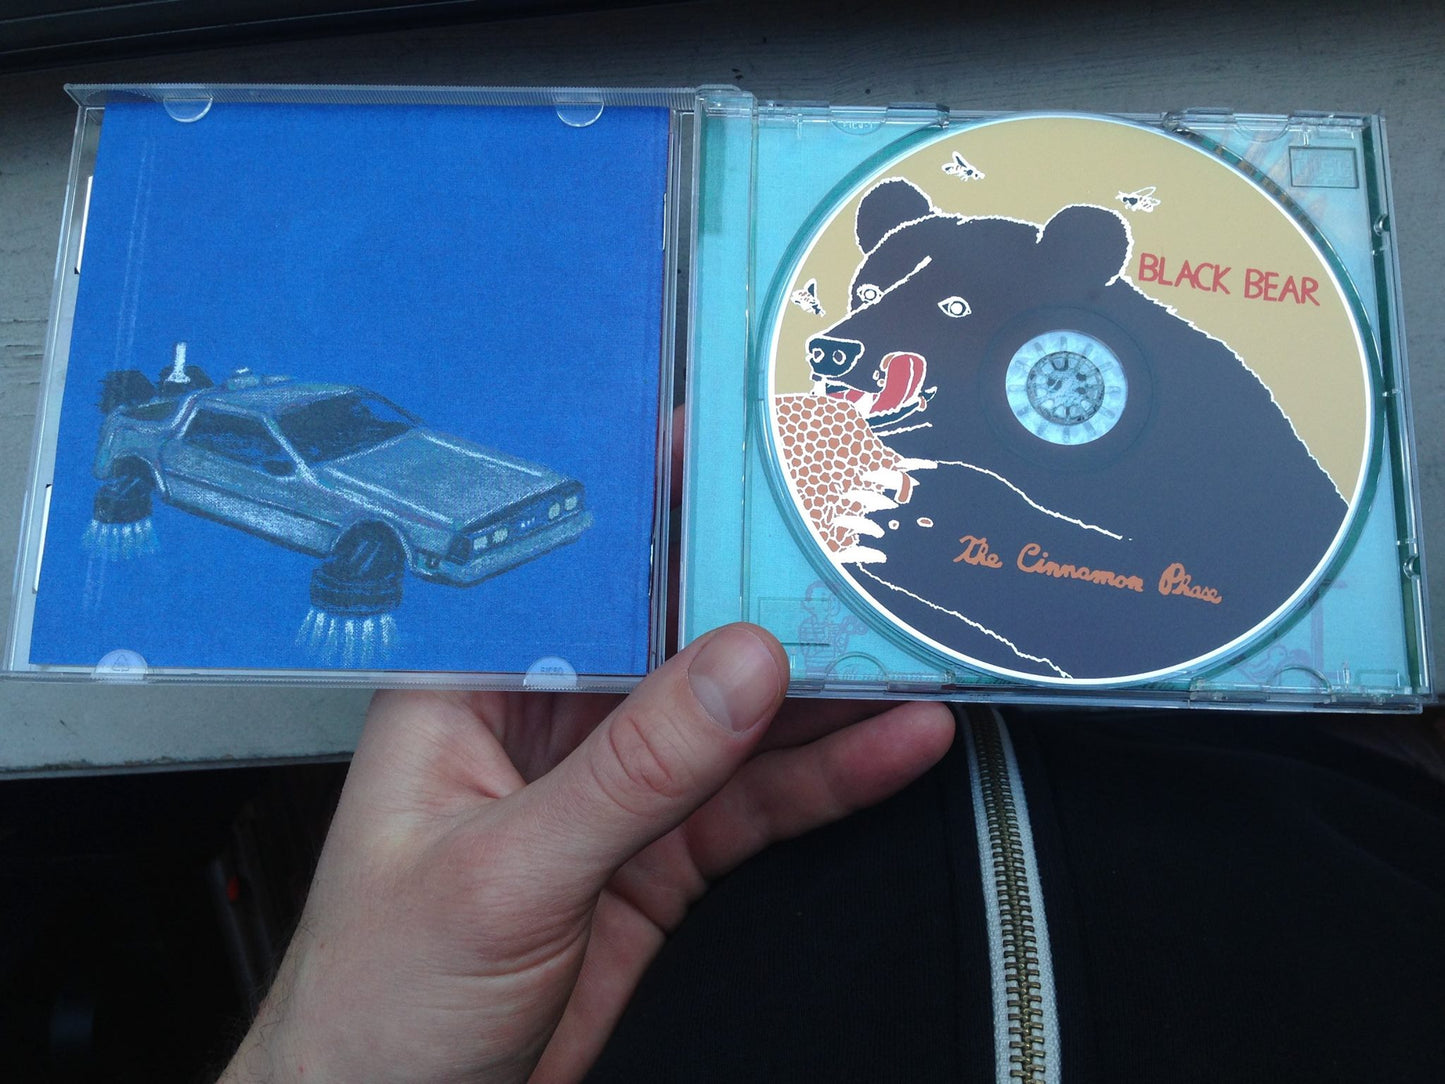 BLACK BEAR
The Cinnamon Phase